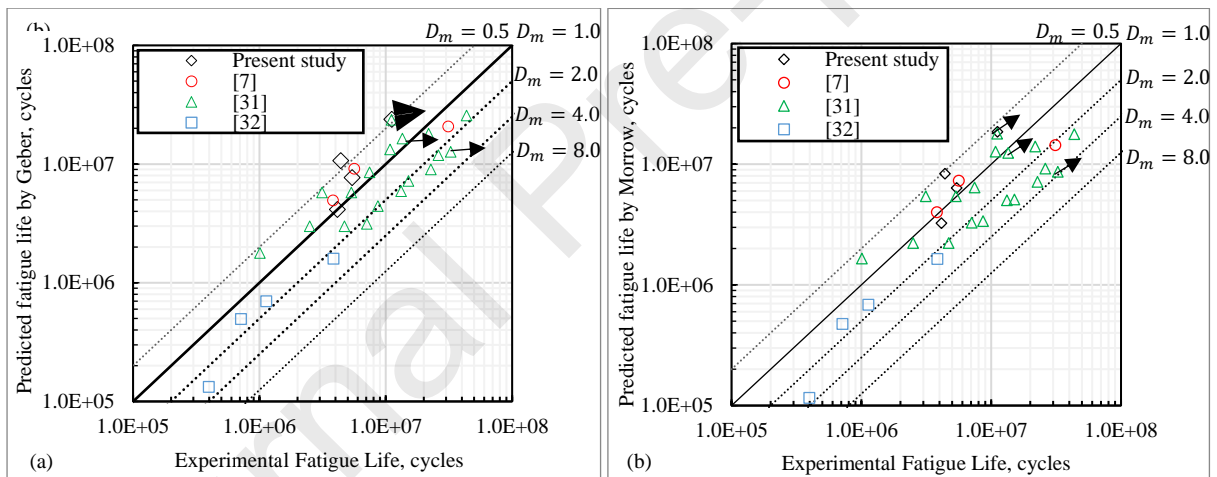 (b)
D_m = 0.5 D_m = 1.0
1.0E+08
Present study
[7]
[31]
[32]
D_m = 2.0
D_m = 4.0
D_m = 8.0
1.0E+07
1.0E+06
1.0E+05
Predicted fatigue life by Geber, cycles
1.0E+05 1.0E+06 1.0E+07 1.0E+08
(a) Experimental Fatigue Life, cycles
D_m = 0.5 D_m = 1.0
1.0E+08
Present study
[7]
[31]
[32]
D_m = 2.0
D_m = 4.0
D_m = 8.0
1.0E+07
1.0E+06
1.0E+05
Predicted fatigue life by Morrow, cycles
1.0E+05 1.0E+06 1.0E+07 1.0E+08
(b) Experimental Fatigue Life, cycles